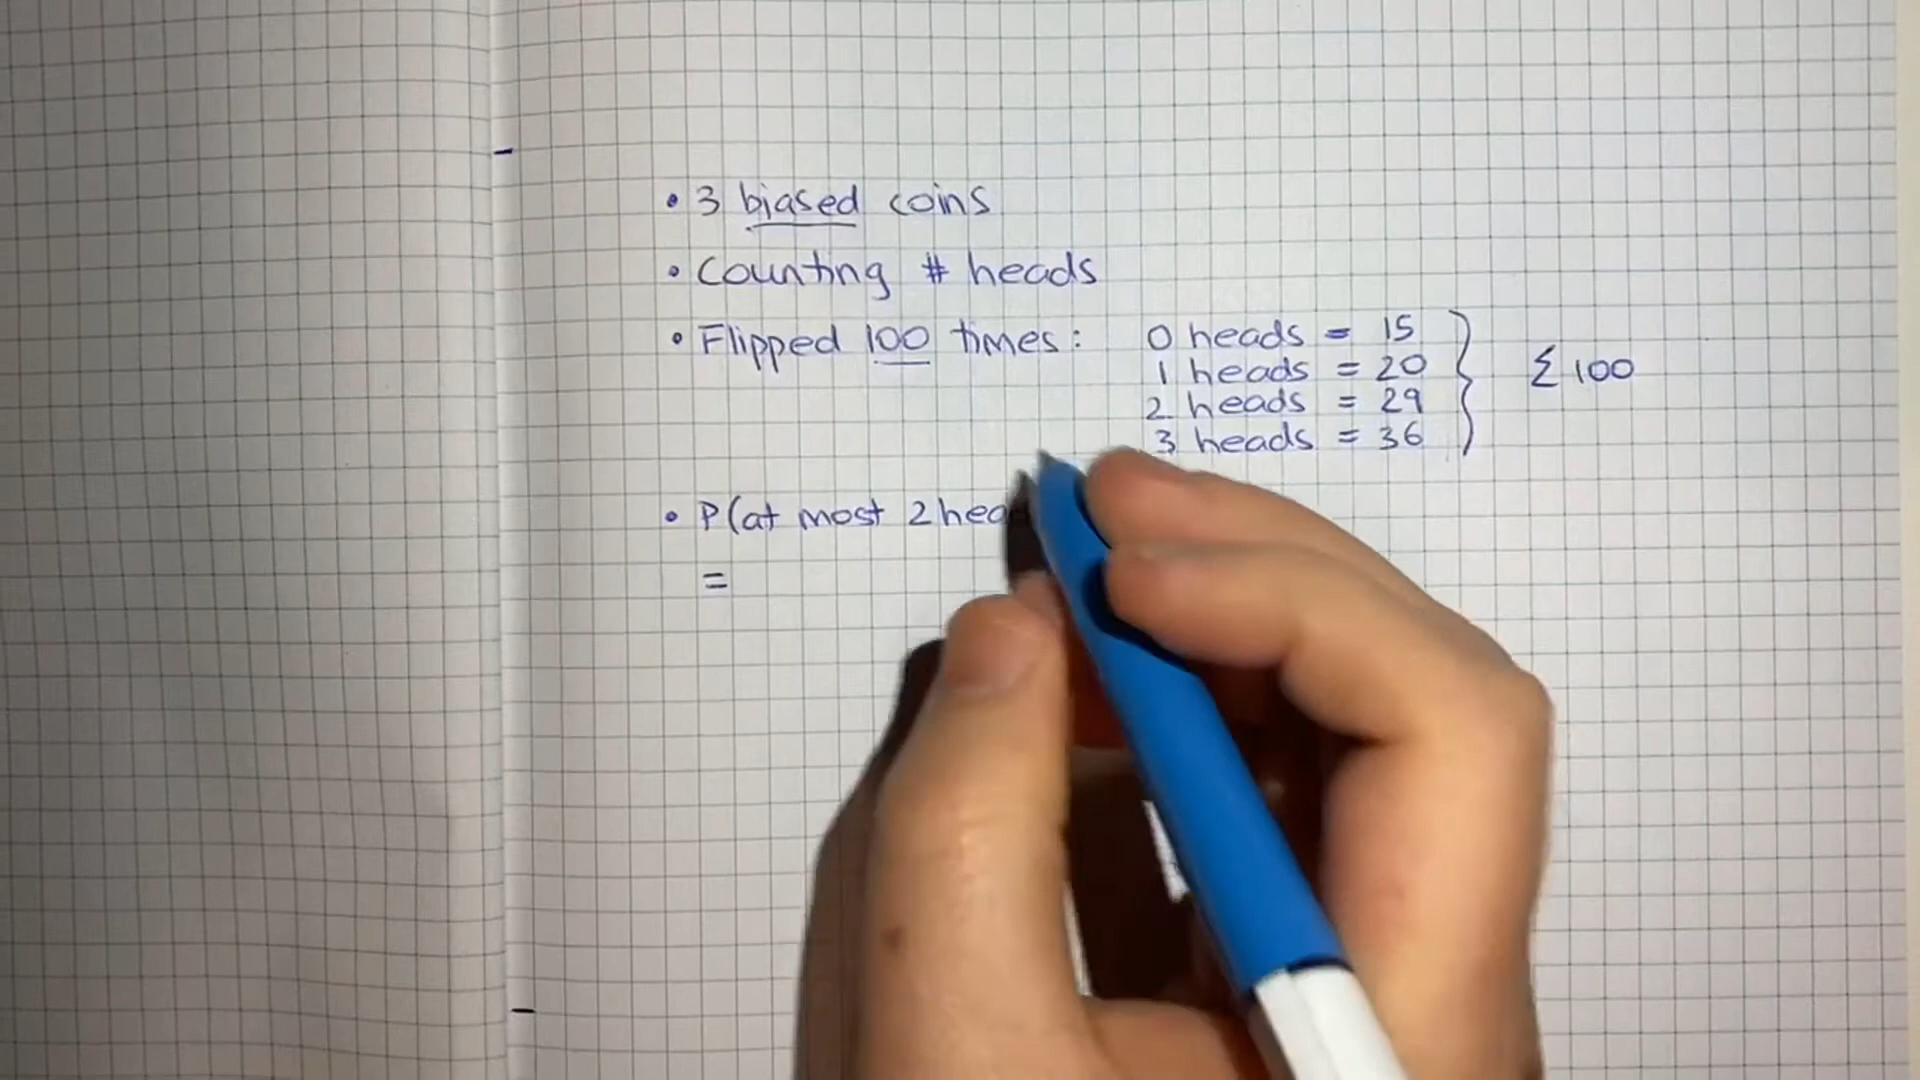 • 3 biased coins
• Counting # heads
• Flipped 100 times: 0 heads = 15
1 heads = 20
2 heads = 29
3 heads = 36
Σ 100
• P(at most 2
=